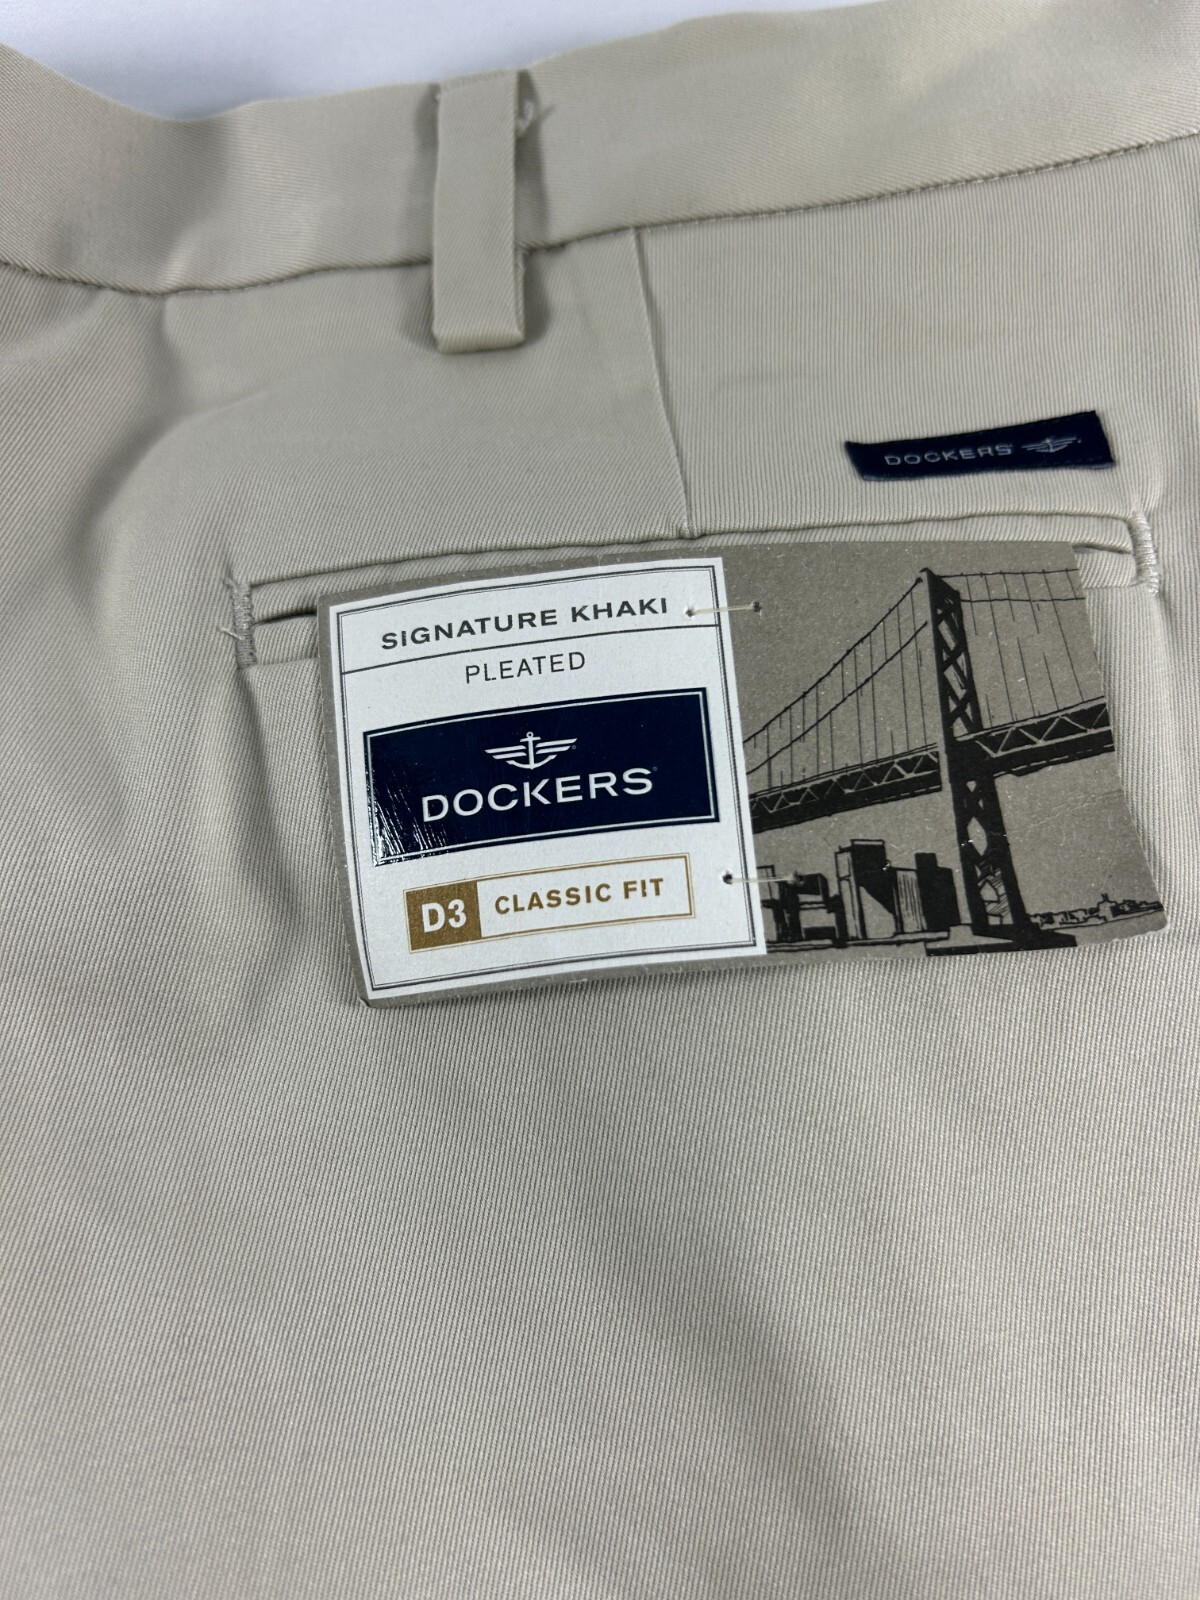 DOCKERS
SIGNATURE KHAKI
PLEATED
DOCKERS
D3 CLASSIC FIT